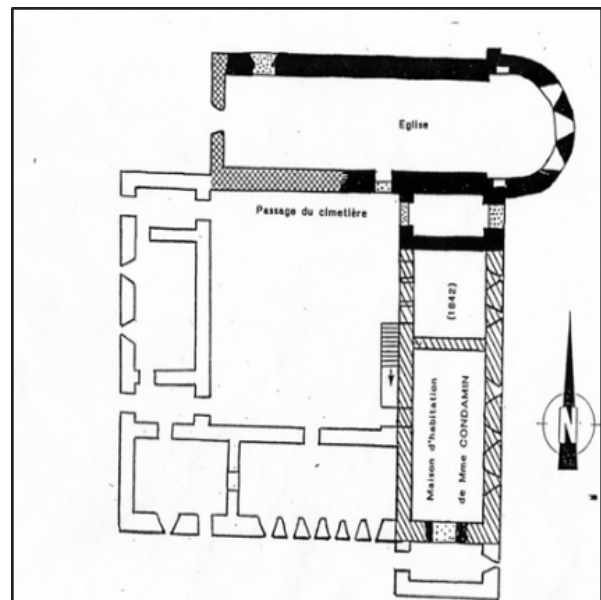 Eglise
Passage du cimetière
(1842)
Maison d'habitation
de Mme CONDAMIN
N